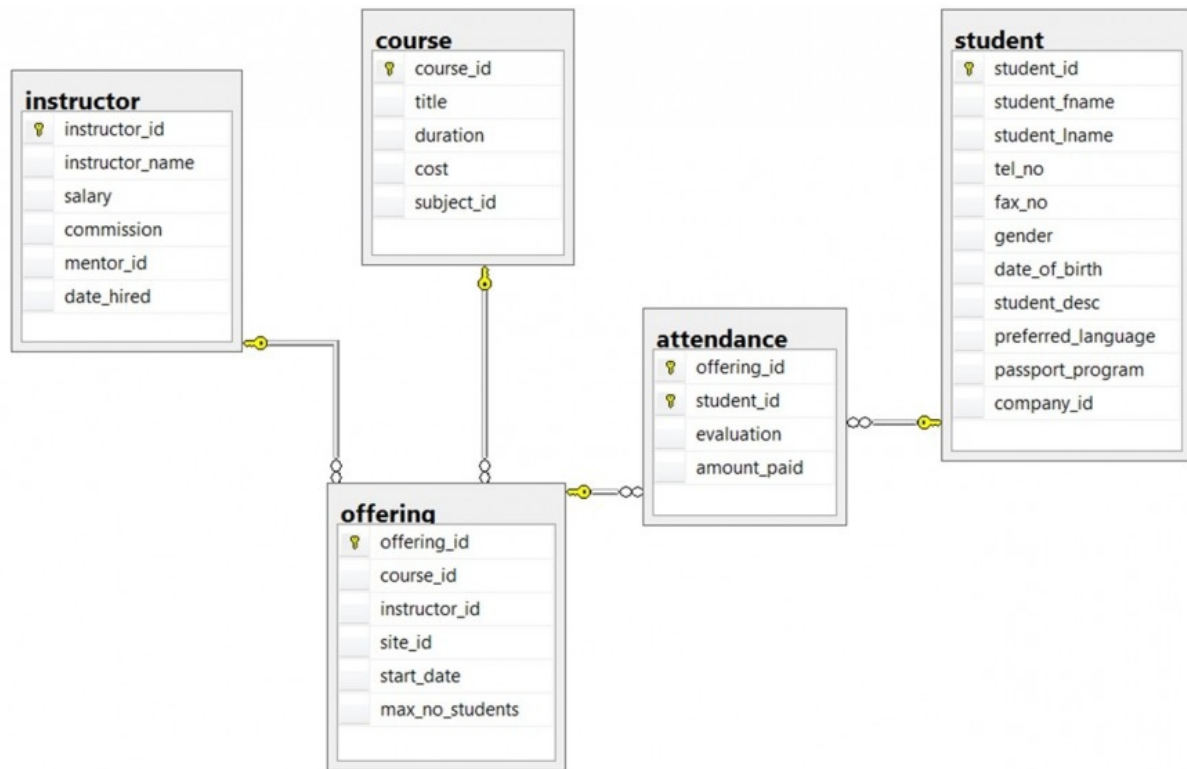 instructor
instructor_id
instructor_name
salary
commission
mentor_id
date_hired
course
course_id
title
duration
cost
subject_id
student
student_id
student_fname
student_lname
tel_no
fax_no
gender
date_of_birth
student_desc
preferred_language
passport_program
company_id
attendance
offering_id
student_id
evaluation
amount_paid
offering
offering_id
course_id
instructor_id
site_id
start_date
max_no_students